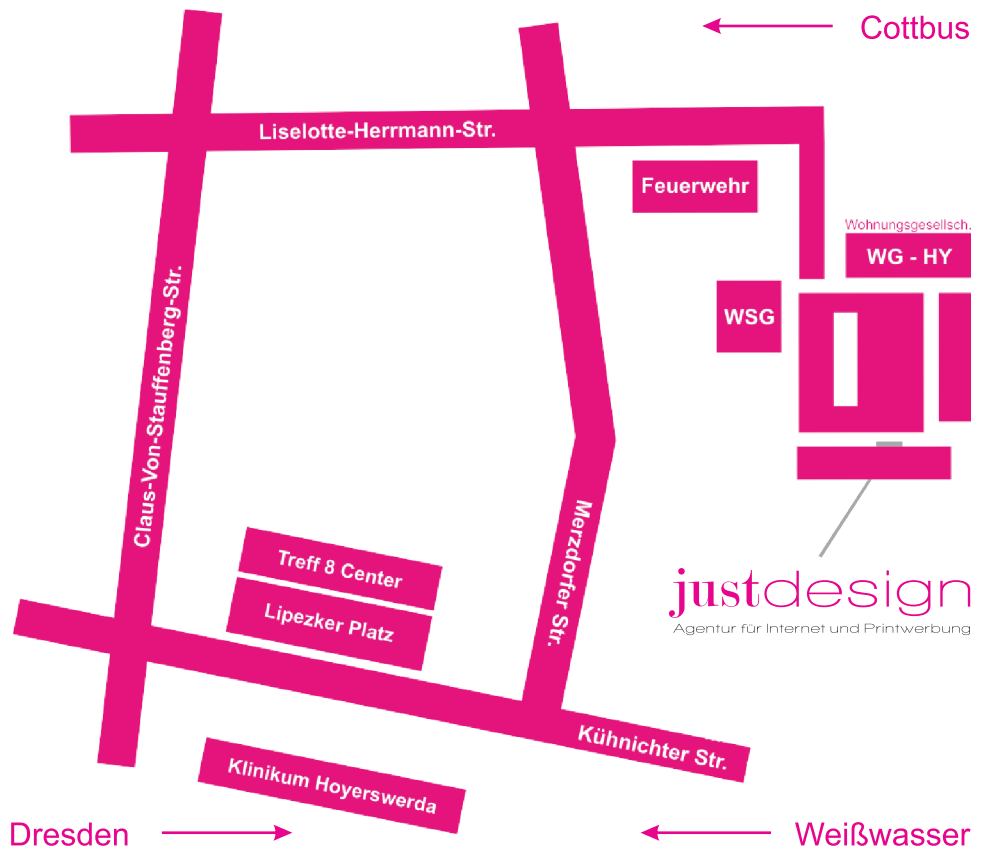 Cottbus
Liselotte-Herrmann-Str.
Feuerwehr
Wohnungsgesellsch.
WG - HY
WSG
Claus-Von-Stauffenberg-Str.
Merzdorfer Str.
Treff 8 Center
Lipezker Platz
justdesign
Agentur für Internet und Printwerbung
Kühnichter Str.
Klinikum Hoyerswerda
Dresden
Weißwasser